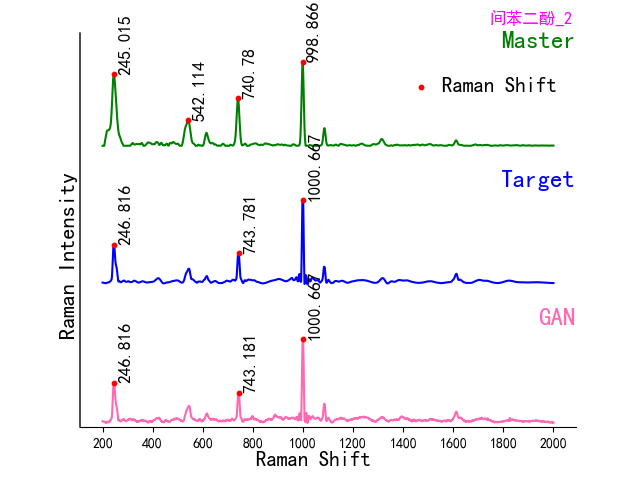 间苯二酚_2
Master
Raman Shift
245.015
542.114
740.78
998.866
Target
246.816
743.781
1000.667
GAN
246.816
743.181
1000.667
Raman Intensity
200 400 600 800 1000 1200 1400 1600 1800 2000
Raman Shift